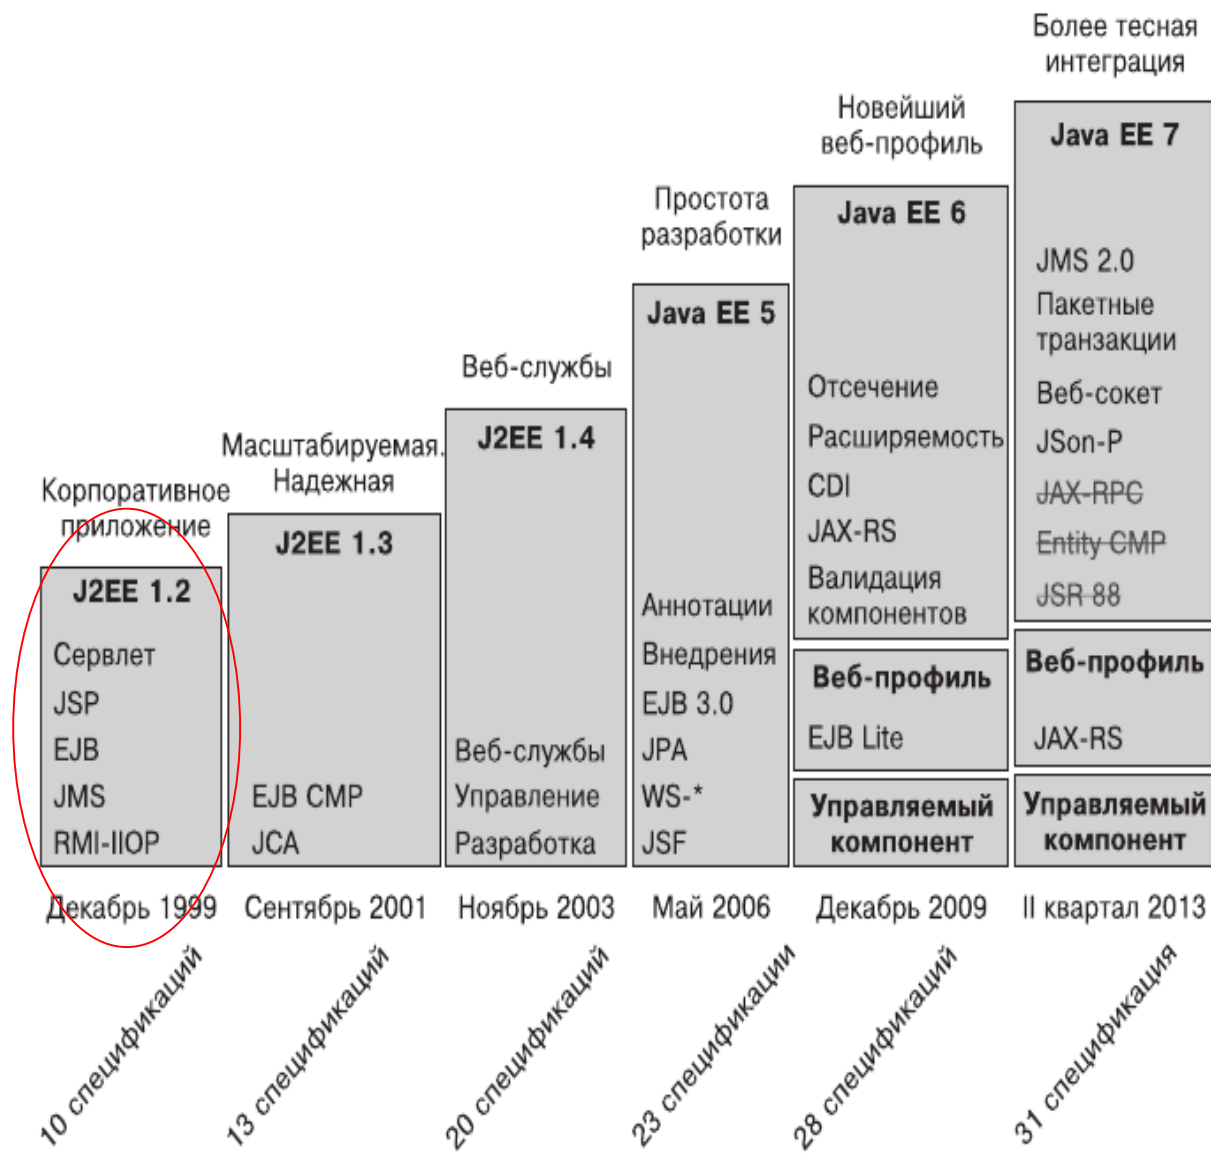 Корпоративное
приложение
J2EE 1.2
Сервлет
JSP
EJB
JMS
RMI-IIOP
Декабрь 1999
10 спецификаций
Масштабируемая.
Надежная
J2EE 1.3
EJB CMP
JCA
Сентябрь 2001
13 спецификаций
Веб-службы
J2EE 1.4
Веб-службы
Управление
Разработка
Ноябрь 2003
20 спецификаций
Простота
разработки
Java EE 5
Аннотации
Внедрения
EJB 3.0
JPA
WS-*
JSF
Май 2006
23 спецификации
Новейший
веб-профиль
Java EE 6
Отсечение
Расширяемость
CDI
JAX-RS
Валидация
компонентов
Веб-профиль
EJB Lite
Управляемый
компонент
Декабрь 2009
28 спецификаций
Более тесная
интеграция
Java EE 7
JMS 2.0
Пакетные
транзакции
Веб-сокет
JSon-P
JAX-RPC
Entity CMP
JSR 88
Веб-профиль
JAX-RS
Управляемый
компонент
II квартал 2013
31 спецификация